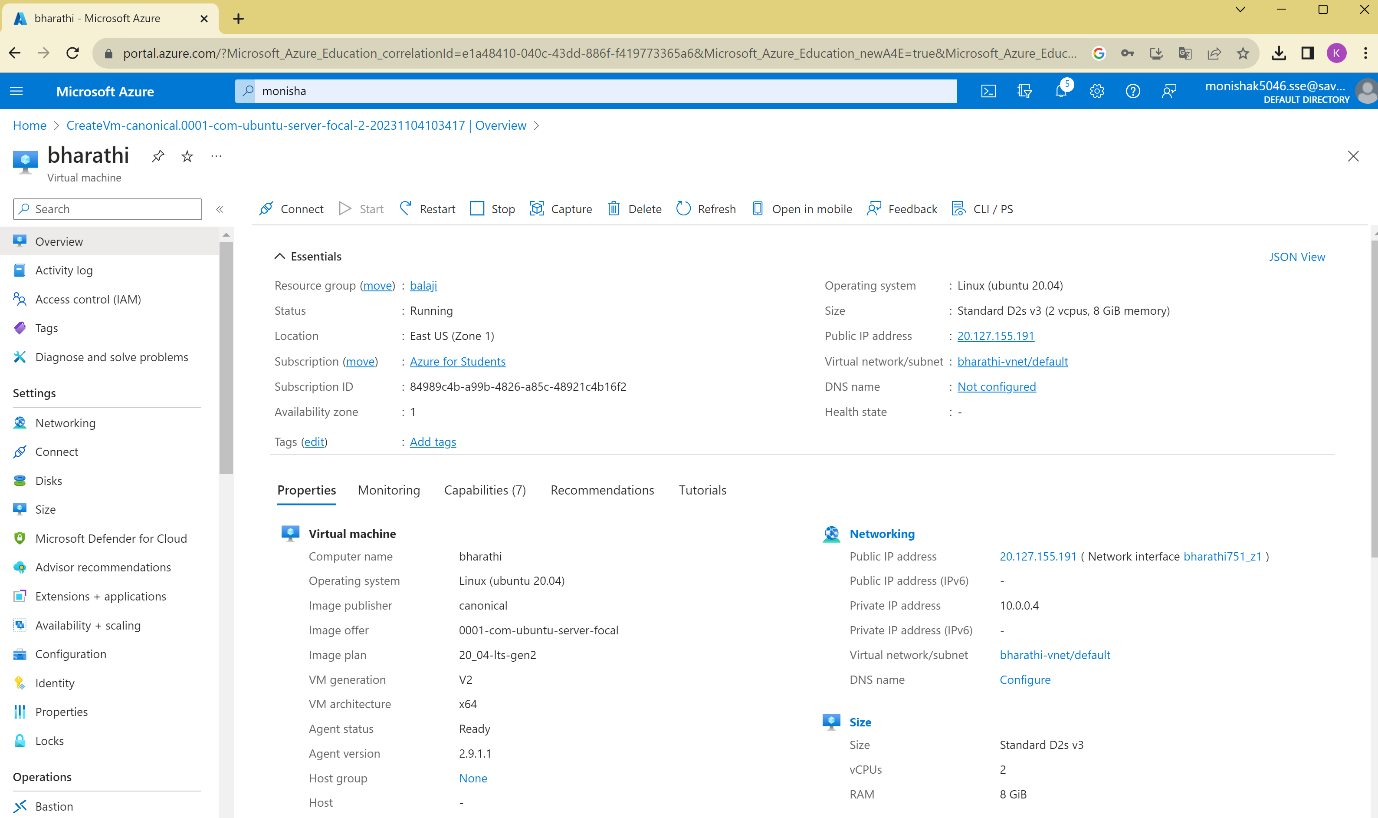 bharathi - Microsoft Azure
portal.azure.com/?Microsoft_Azure_Education_correlationId=e1a48410-040c-43dd-886f-f419773365a6&Microsoft_Azure_Education_newA4E=true&Microsoft_Azure_Educ...
K
Microsoft Azure
monisha
5
monishak5046.sse@sav...
DEFAULT DIRECTORY
Home > CreateVm-canonical.0001-com-ubuntu-server-focal-2-20231104103417 | Overview >
bharathi
Virtual machine
Search
Connect Start Restart Stop Capture Delete Refresh Open in mobile Feedback CLI / PS
Overview
Activity log
Access control (IAM)
Tags
Diagnose and solve problems
Settings
Networking
Connect
Disks
Size
Microsoft Defender for Cloud
Advisor recommendations
Extensions + applications
Availability + scaling
Configuration
Identity
Properties
Locks
Operations
Bastion
Essentials
JSON View
Resource group (move) : balaji
Status : Running
Location : East US (Zone 1)
Subscription (move) : Azure for Students
Subscription ID : 84989c4b-a99b-4826-a85c-48921c4b16f2
Availability zone : 1
Tags (edit) : Add tags
Operating system : Linux (ubuntu 20.04)
Size : Standard D2s v3 (2 vcpus, 8 GiB memory)
Public IP address : 20.127.155.191
Virtual network/subnet : bharathi-vnet/default
DNS name : Not configured
Health state : -
Properties Monitoring Capabilities (7) Recommendations Tutorials
Virtual machine
Computer name bharathi
Operating system Linux (ubuntu 20.04)
Image publisher canonical
Image offer 0001-com-ubuntu-server-focal
Image plan 20_04-lts-gen2
VM generation V2
VM architecture x64
Agent status Ready
Agent version 2.9.1.1
Host group None
Host -
Networking
Public IP address 20.127.155.191 ( Network interface bharathi751_z1 )
Public IP address (IPv6) -
Private IP address 10.0.0.4
Private IP address (IPv6) -
Virtual network/subnet bharathi-vnet/default
DNS name Configure
Size
Size Standard D2s v3
vCPUs 2
RAM 8 GiB